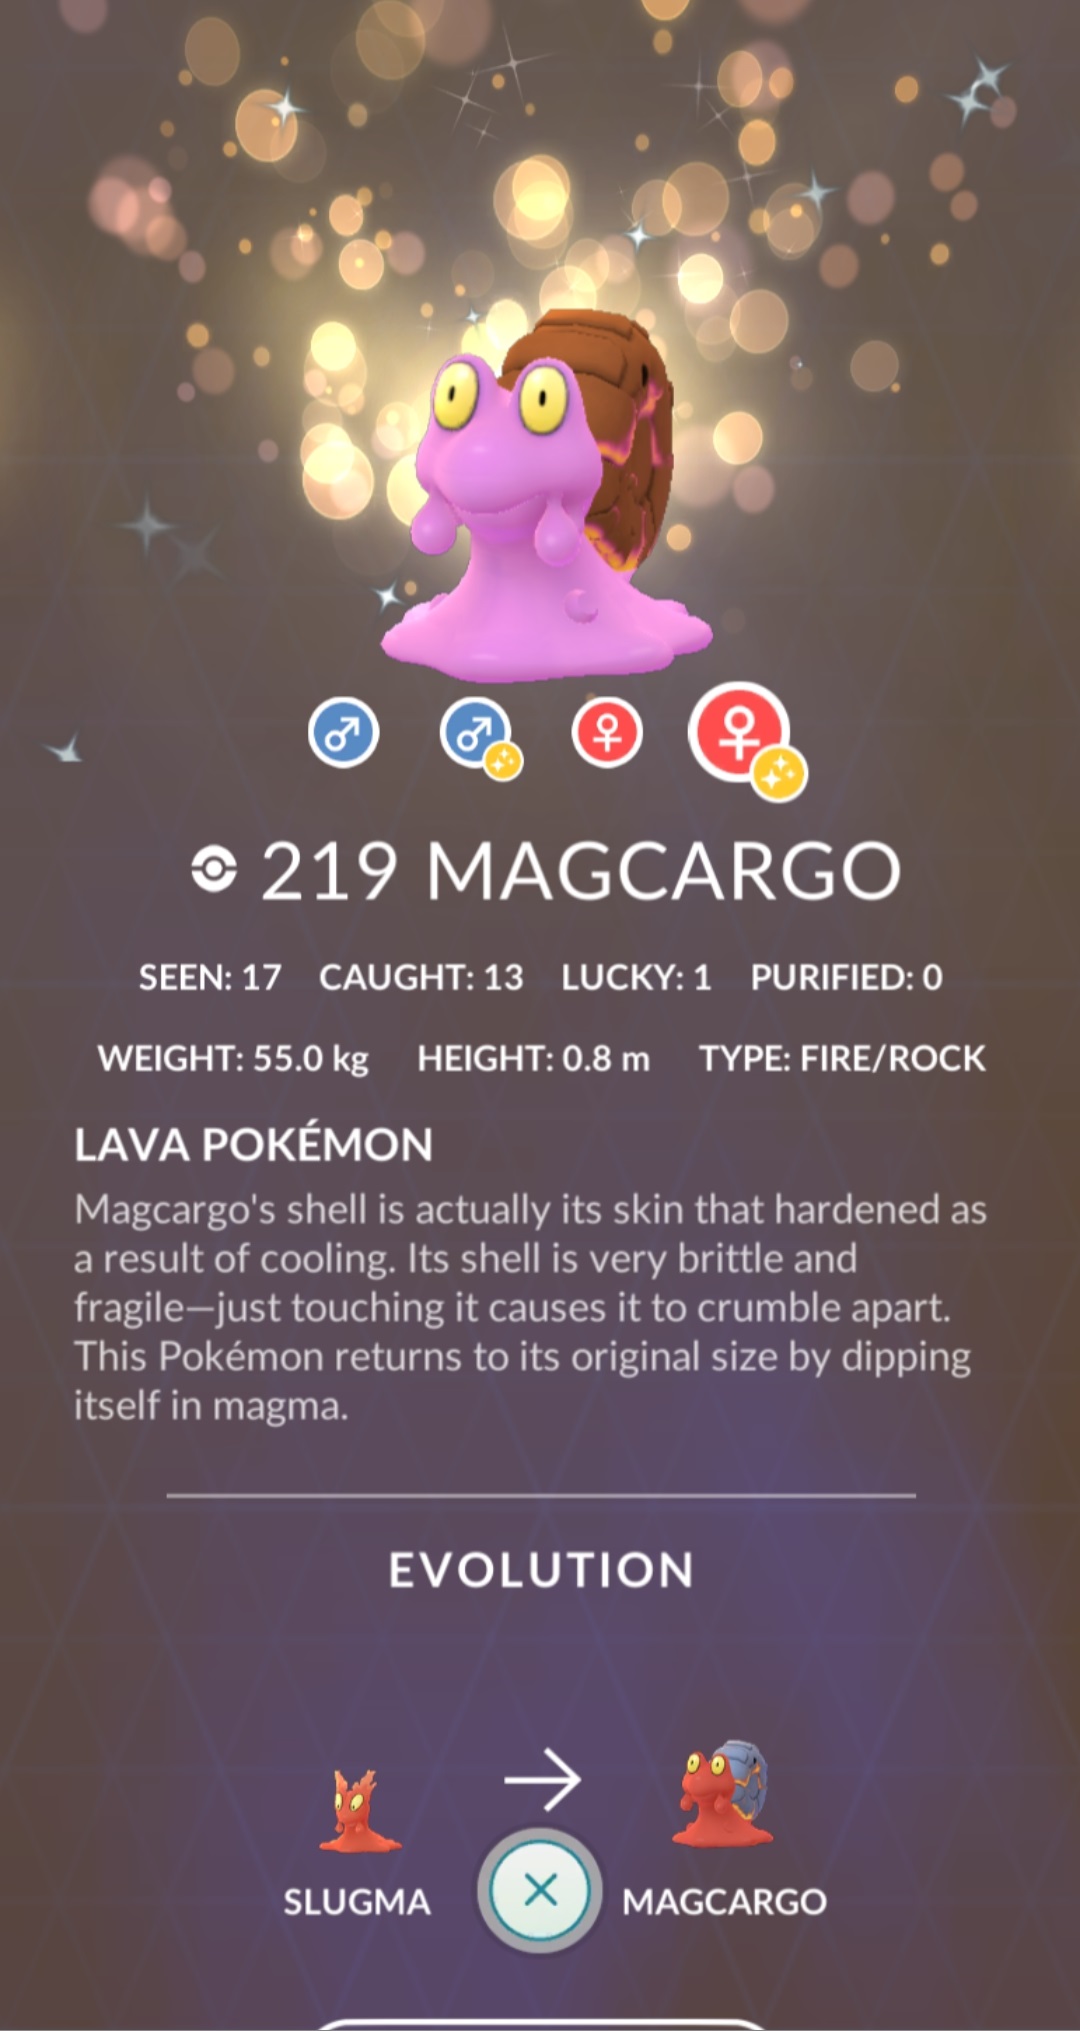 219 MAGCARGO
SEEN: 17 CAUGHT: 13 LUCKY: 1 PURIFIED: 0
WEIGHT: 55.0 kg HEIGHT: 0.8 m TYPE: FIRE/ROCK
LAVA POKÉMON
Magcargo's shell is actually its skin that hardened as
a result of cooling. Its shell is very brittle and
fragile—just touching it causes it to crumble apart.
This Pokémon returns to its original size by dipping
itself in magma.
EVOLUTION
SLUGMA MAGCARGO